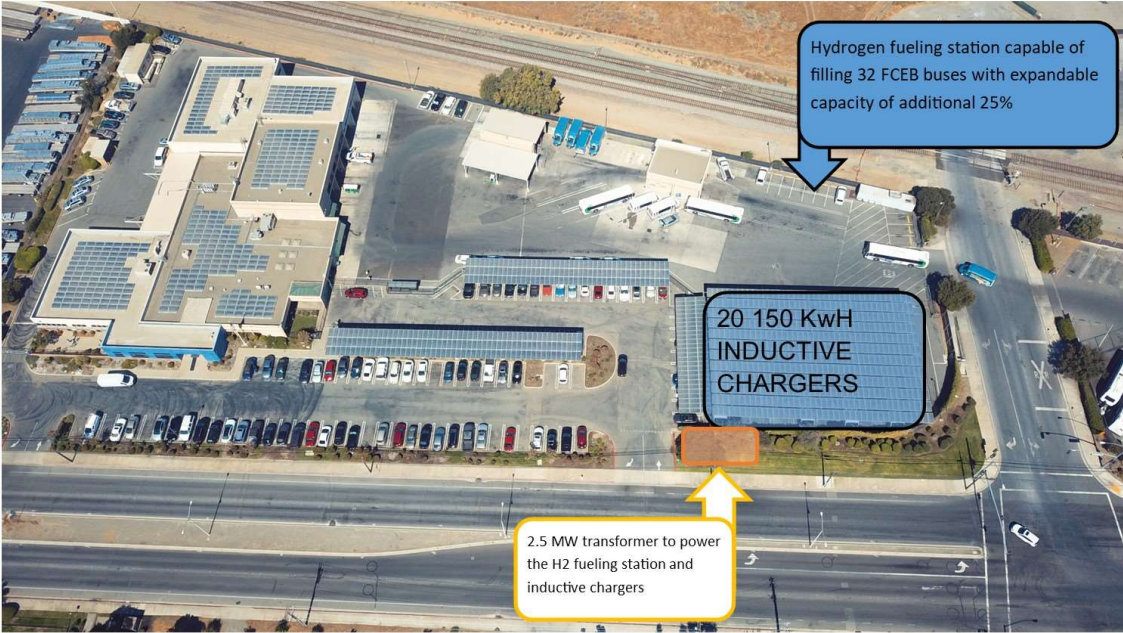 Hydrogen fueling station capable of
filling 32 FCEB buses with expandable
capacity of additional 25%
20 150 KwH
INDUCTIVE
CHARGERS
2.5 MW transformer to power
the H2 fueling station and
inductive chargers